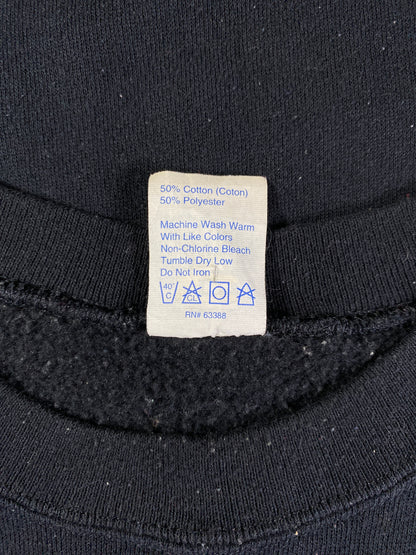 50% Cotton (Coton)
50% Polyester
Machine Wash Warm
With Like Colors
Non-Chlorine Bleach
Tumble Dry Low
Do Not Iron
40°
C
CL
RN# 63388